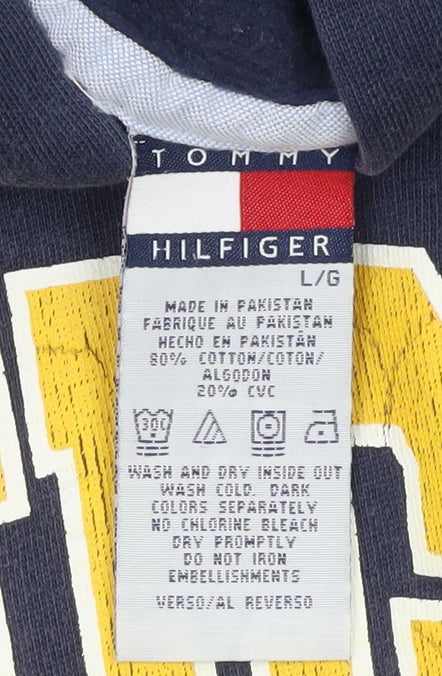 TOMMY
HILFIGER
L/G
MADE IN PAKISTAN
FABRIQUE AU PAKISTAN
HECHO EN PAKISTÁN
80% COTTON/COTON/
ALGODON
20% CVC
30C
WASH AND DRY INSIDE OUT
WASH COLD. DARK
COLORS SEPARATELY
NO CHLORINE BLEACH
DRY PROMPTLY
DO NOT IRON
EMBELLISHMENTS
VERSO/AL REVERSO